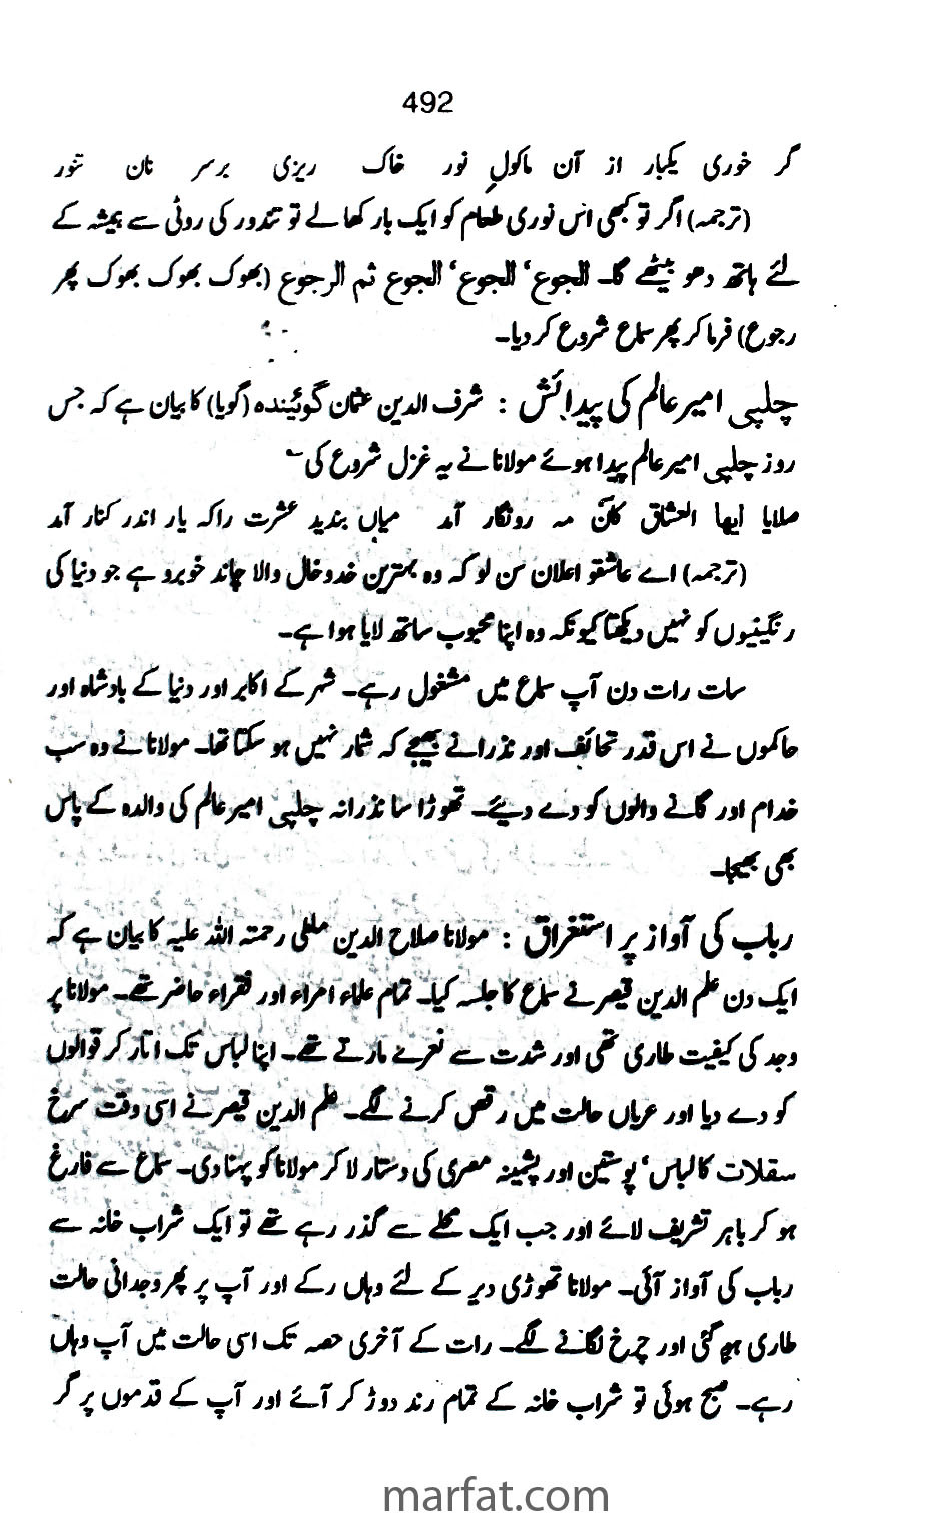 492
گر خوری یکبار از آن ماکولِ نور خاک ریزی برسر نان تنور
(ترجمہ) اگر تو کبھی اس نوری طعام کو ایک بار کھا لے تو تندور کی روٹی سے ہمیشہ کے
لئے ہاتھ دھو بیٹھے گا۔ الجوع‘ الجوع‘ الجوع ثم الرجوع (بھوک بھوک بھوک بھوک پھر
رجوع) فرما کر پھر سماع شروع کر دیا۔
چلپی امیر عالم کی پیدائش : شرف الدین عثمان گوئیندہ (گویا) کا بیان ہے کہ جس
روز چلپی امیر عالم پیدا ہوئے مولانا نے یہ غزل شروع کی ؎
صلایا ایھا العشاق کان مہ رونگار آمد میاں بندید عشرت راکہ یار اندر کنار آمد
(ترجمہ) اے عاشقو اعلان سن لو کہ وہ بہترین خدوخال والا چاند خوبرو ہے جو دنیا کی
رنگینیوں کو نہیں دیکھتا کیونکہ وہ اپنا محبوب ساتھ لایا ہوا ہے۔
سات رات دن آپ سماع میں مشغول رہے۔ شہر کے اکابر اور دنیا کے بادشاہ اور
حاکموں نے اس قدر تحائف اور نذرانے بھیجے کہ شمار نہیں ہو سکتا تھا۔ مولانا نے وہ سب
خدام اور گانے والوں کو دے دیئے۔ تھوڑا سا نذرانہ چلپی امیر عالم کی والدہ کے پاس
بھی بھیجا۔
رباب کی آواز پر استغراق : مولانا صلاح الدین ملطی رحمتہ اللہ علیہ کا بیان ہے کہ
ایک دن علم الدین قیصر نے سماع کا جلسہ کیا۔ تمام علماء امراء اور فقراء حاضر تھے۔ مولانا پر
وجد کی کیفیت طاری تھی اور شدت سے نعرے مارتے تھے۔ اپنا لباس تک اتار کر قوالوں
کو دے دیا اور عریاں حالت میں رقص کرنے لگے۔ علم الدین قیصر نے اسی وقت سرخ
سقلات کا لباس‘ پوستین اور پشمینہ مصری کی دستار لا کر مولانا کو پہنا دی۔ سماع سے فارغ
ہو کر باہر تشریف لائے اور جب ایک محلے سے گذر رہے تھے تو ایک شراب خانہ سے
رباب کی آواز آئی۔ مولانا تھوڑی دیر کے لئے وہاں رکے اور آپ پر پھر وجدانی حالت
طاری ہو گئی اور چرخ لگانے لگے۔ رات کے آخری حصہ تک اسی حالت میں آپ وہاں
رہے۔ صبح ہوئی تو شراب خانہ کے تمام رند دوڑ کر آئے اور آپ کے قدموں پر گر
marfat.com